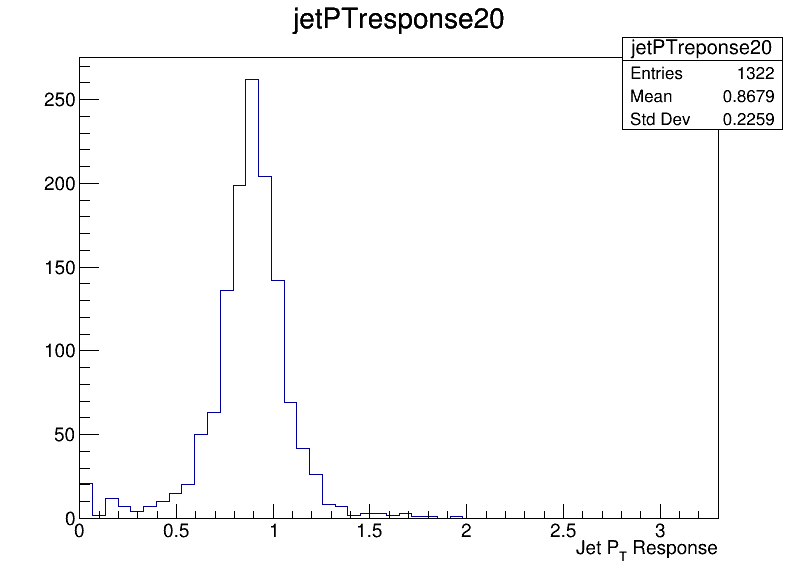 jetPTresponse20
jetPTreponse20
Entries 1322
Mean 0.8679
Std Dev 0.2259
250
200
150
100
50
0
0 0.5 1 1.5 2 2.5 3
Jet P_T Response